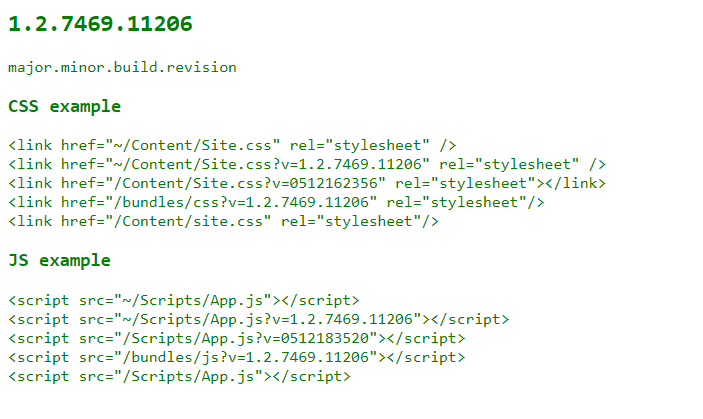 1.2.7469.11206
major.minor.build.revision
CSS example
<link href="~/Content/Site.css" rel="stylesheet" />
<link href="~/Content/Site.css?v=1.2.7469.11206" rel="stylesheet" />
<link href="/Content/Site.css?v=0512162356" rel="stylesheet"></link>
<link href="/bundles/css?v=1.2.7469.11206" rel="stylesheet"/>
<link href="/Content/site.css" rel="stylesheet"/>
JS example
<script src="~/Scripts/App.js"></script>
<script src="~/Scripts/App.js?v=1.2.7469.11206"></script>
<script src="/Scripts/App.js?v=0512183520"></script>
<script src="/bundles/js?v=1.2.7469.11206"></script>
<script src="/Scripts/App.js"></script>